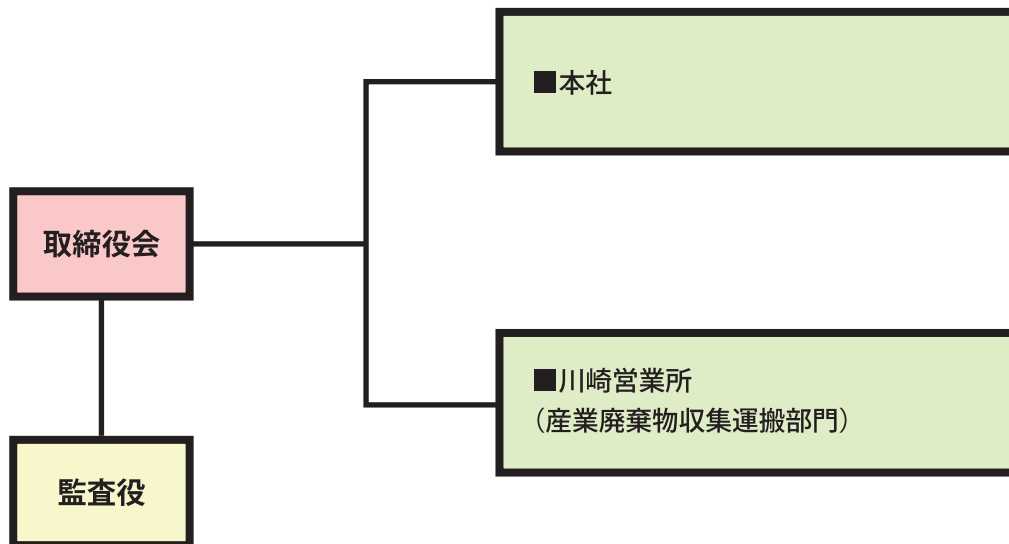 ■本社
取締役会
■川崎営業所
（産業廃棄物収集運搬部門）
監査役